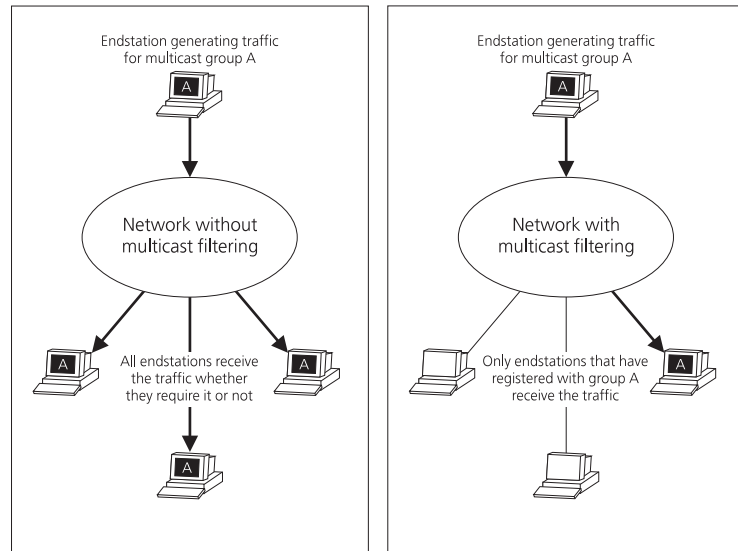 Endstation generating traffic
for multicast group A
A
Network without
multicast filtering
A
All endstations receive
the traffic whether
they require it or not
A
A
Endstation generating traffic
for multicast group A
A
Network with
multicast filtering
Only endstations that have
registered with group A
receive the traffic
A